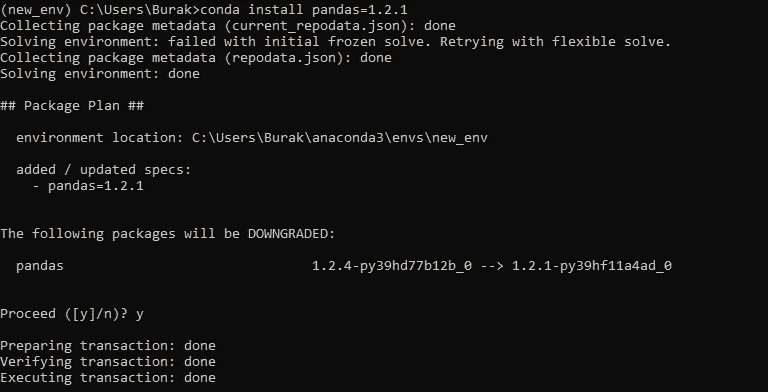 (new_env) C:\Users\Burak>conda install pandas=1.2.1
Collecting package metadata (current_repodata.json): done
Solving environment: failed with initial frozen solve. Retrying with flexible solve.
Collecting package metadata (repodata.json): done
Solving environment: done
## Package Plan ##
environment location: C:\Users\Burak\anaconda3\envs\new_env
added / updated specs:
- pandas=1.2.1
The following packages will be DOWNGRADED:
pandas 1.2.4-py39hd77b12b_0 --> 1.2.1-py39hf11a4ad_0
Proceed ([y]/n)? y
Preparing transaction: done
Verifying transaction: done
Executing transaction: done